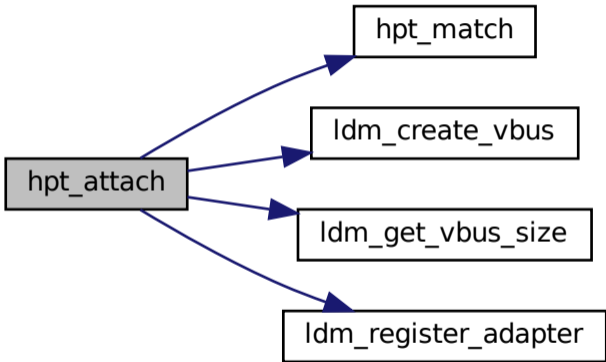 hpt_match
ldm_create_vbus
hpt_attach
ldm_get_vbus_size
ldm_register_adapter